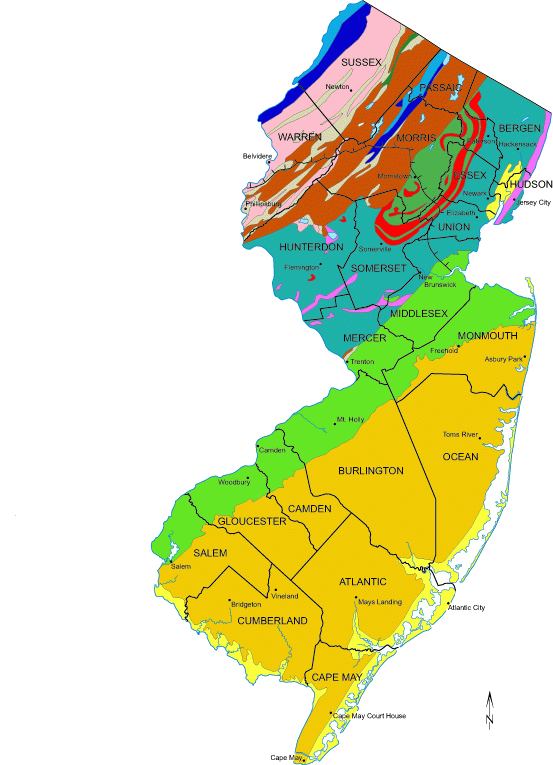 SUSSEX
Newton
PASSAIC
WARREN
MORRIS
BERGEN
Paterson
Hackensack
Belvidere
Morristown
ESSEX
HUDSON
Newark
Jersey City
Phillipsburg
Elizabeth
UNION
HUNTERDON
Somerville
Flemington
SOMERSET
New
Brunswick
MIDDLESEX
MERCER
MONMOUTH
Freehold
Asbury Park
Trenton
Mt. Holly
Toms River
Camden
OCEAN
BURLINGTON
Woodbury
CAMDEN
GLOUCESTER
SALEM
Salem
ATLANTIC
Vineland
Bridgeton
Mays Landing
Atlantic City
CUMBERLAND
CAPE MAY
Cape May Court House
N
Cape May